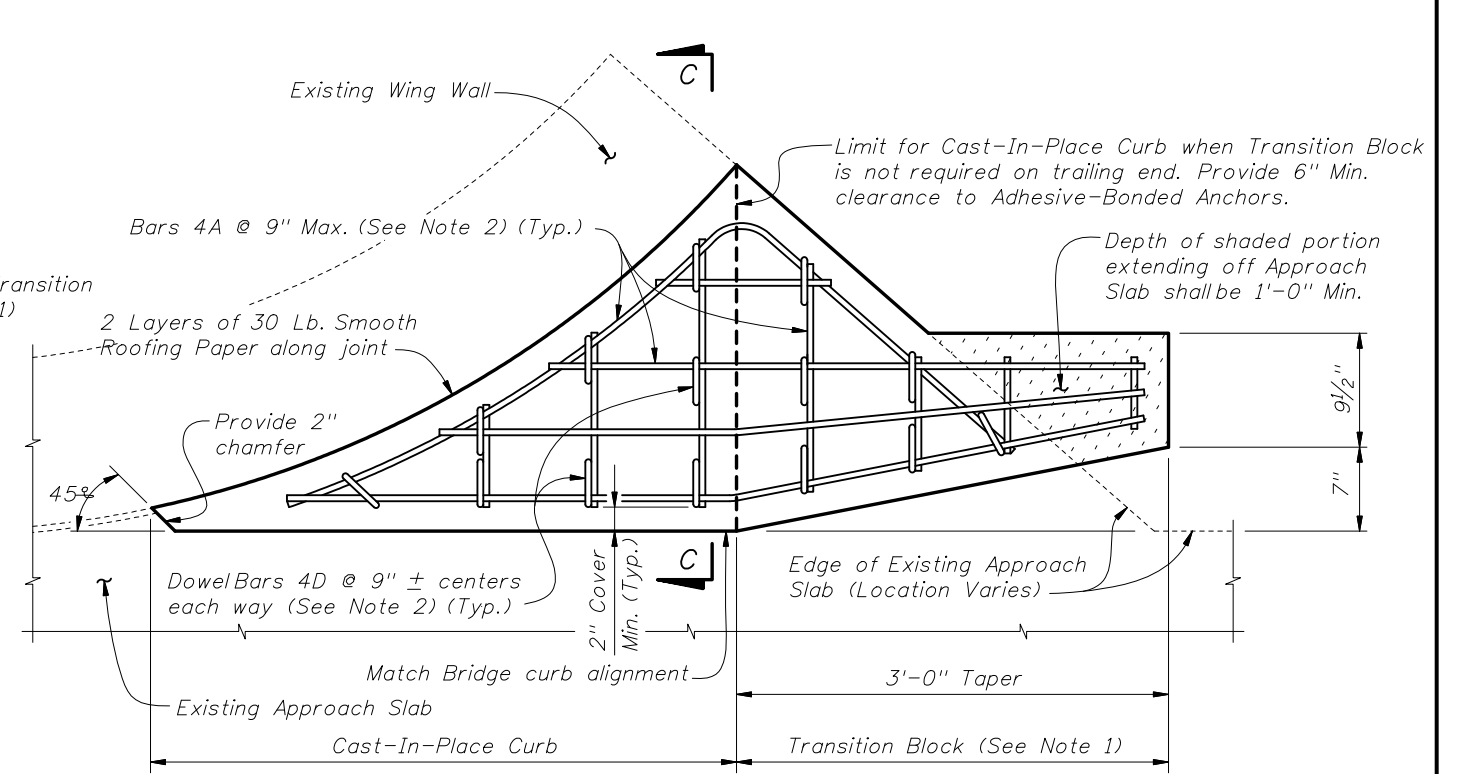 C
Existing Wing Wall
Limit for Cast-In-Place Curb when Transition Block
is not required on trailing end. Provide 6" Min.
clearance to Adhesive-Bonded Anchors.
Bars 4A @ 9" Max. (See Note 2) (Typ.)
Depth of shaded portion
extending off Approach
Slab shall be 1'-0" Min.
ransition
1)
2 Layers of 30 Lb. Smooth
Roofing Paper along joint
9½"
Provide 2"
chamfer
45°
7"
C
Edge of Existing Approach
Slab (Location Varies)
Dowel Bars 4D @ 9" ± centers
each way (See Note 2) (Typ.)
2" Cover
Min. (Typ.)
Match Bridge curb alignment
3'-0" Taper
Existing Approach Slab
Cast-In-Place Curb
Transition Block (See Note 1)